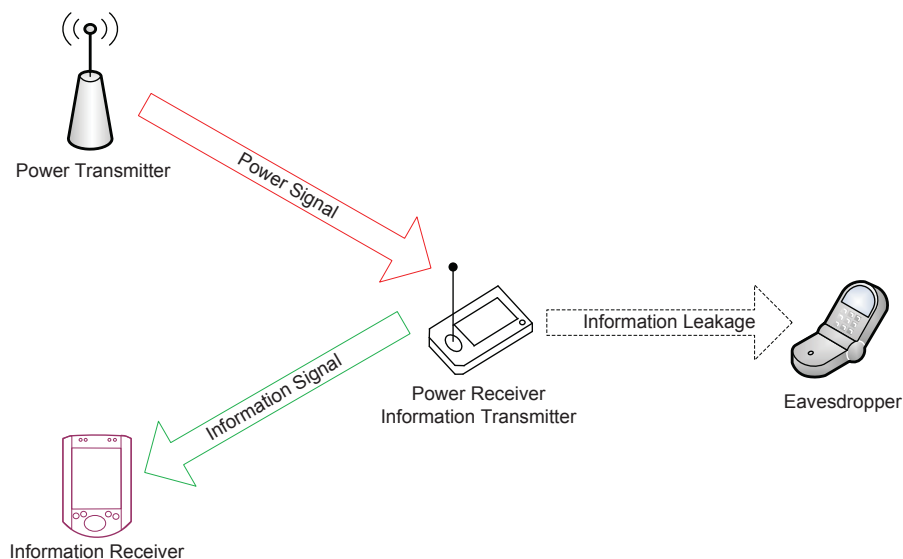 Power Transmitter
Power Signal
Information Leakage
Power Receiver
Information Transmitter
Eavesdropper
Information Signal
Information Receiver